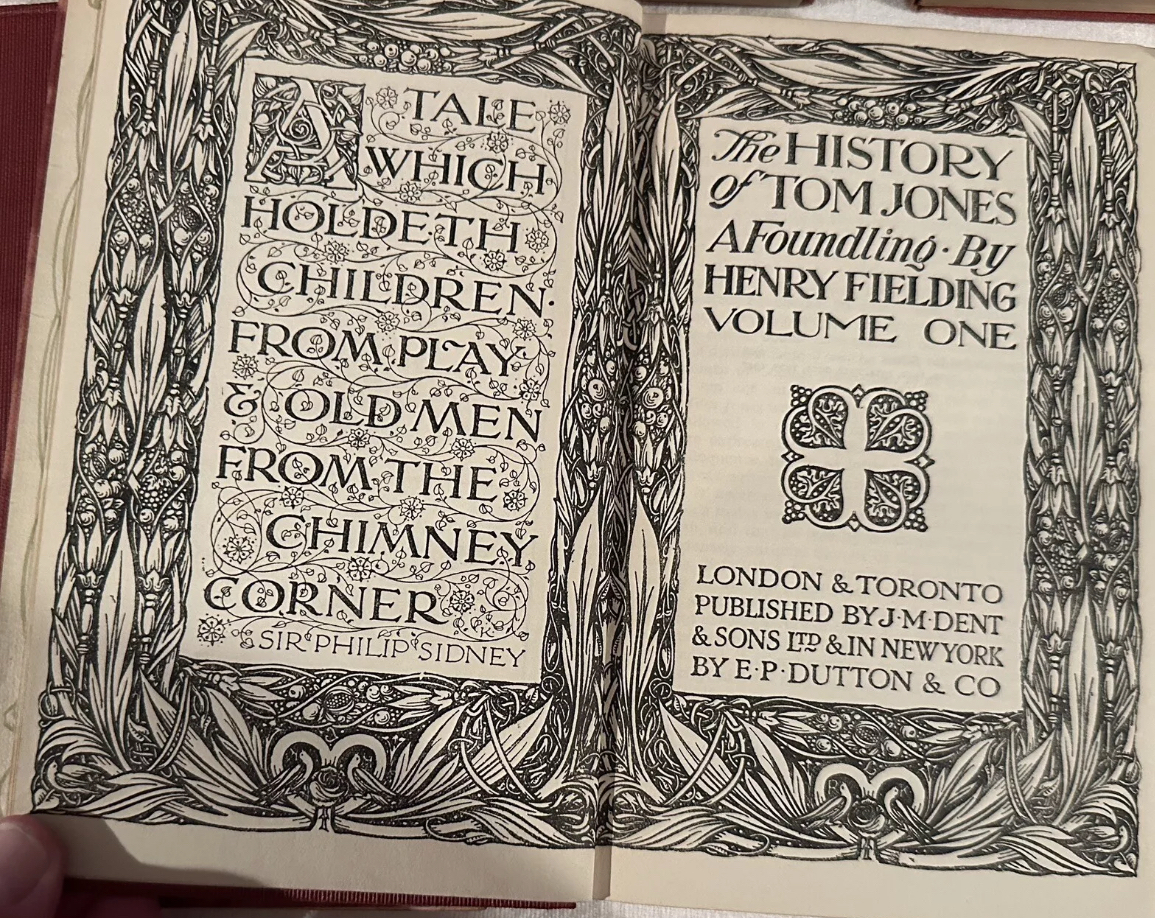 A TALE
WHICH
HOLDETH
CHILDREN·
FROM PLAY·
& OLD MEN
FROM THE
CHIMNEY
CORNER
SIR PHILIP SIDNEY
The HISTORY
of TOM JONES
A Foundling · By
HENRY FIELDING
VOLUME ONE
LONDON & TORONTO
PUBLISHED BY J·M·DENT
& SONS LTD & IN NEW YORK
BY E·P·DUTTON & CO